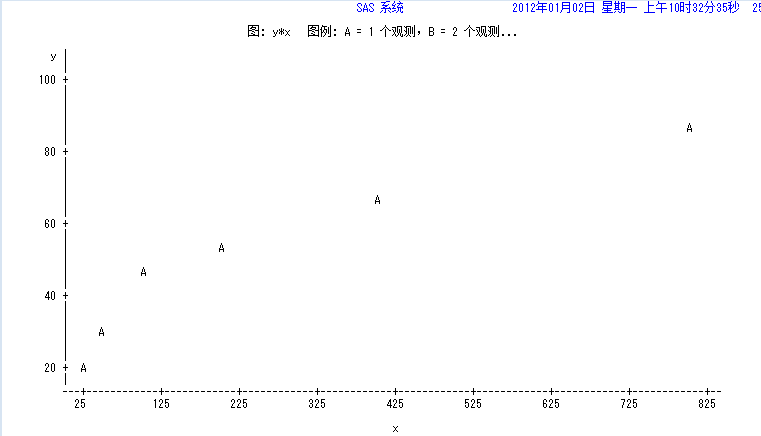 SAS 系统 2012年01月02日 星期一 上午10时32分35秒 25
图: y*x 图例: A = 1 个观测，B = 2 个观测...
y
100
A
80
A
60
A
A
40
A
20
A
25 125 225 325 425 525 625 725 825
x